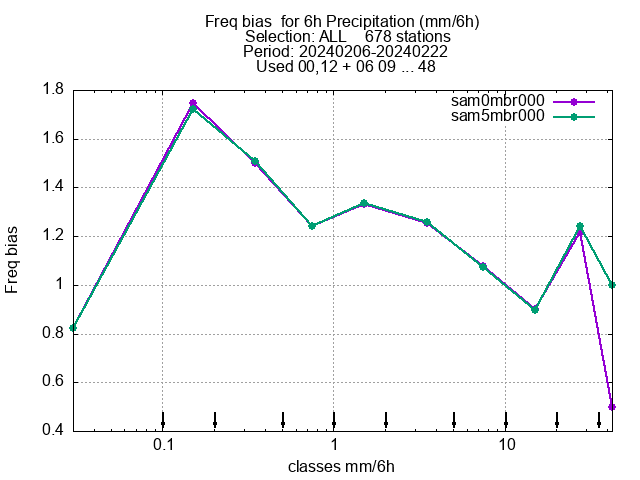 Freq bias  for 6h Precipitation (mm/6h)
Selection: ALL    678 stations
Period: 20240206-20240222
Used 00,12 + 06 09 ... 48
sam0mbr000
sam5mbr000
Freq bias
1.8
1.6
1.4
1.2
1
0.8
0.6
0.4
0.1 1 10
classes mm/6h